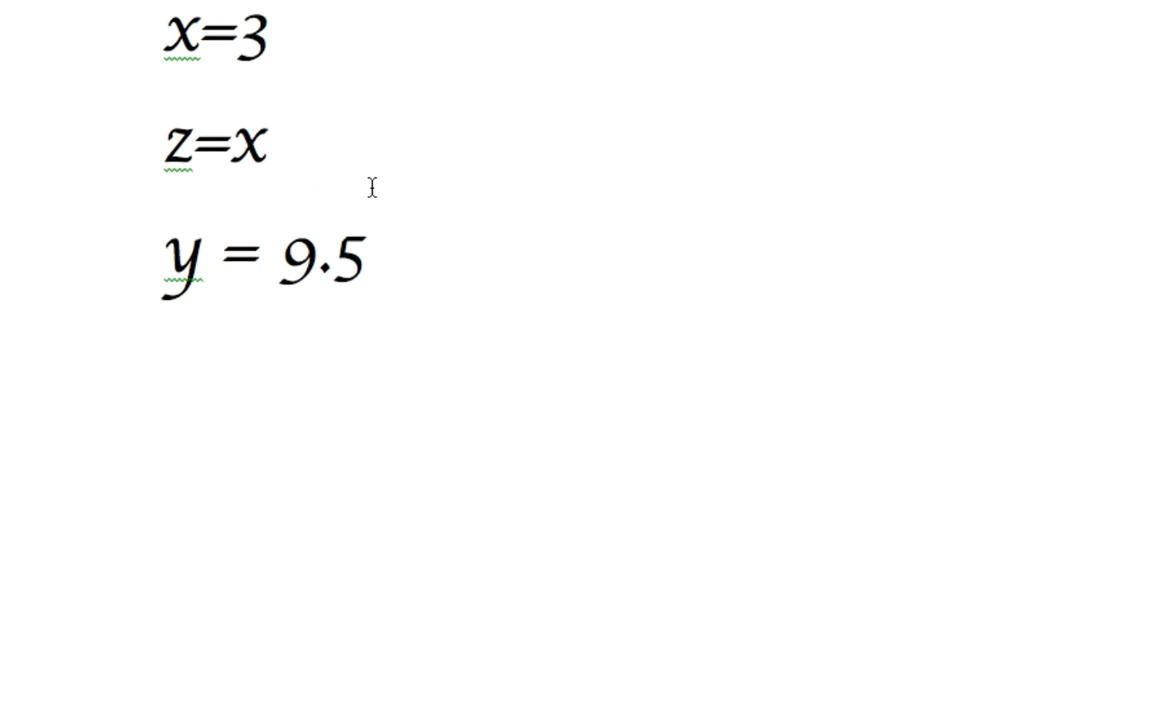 x=3
z=x
y = 9.5